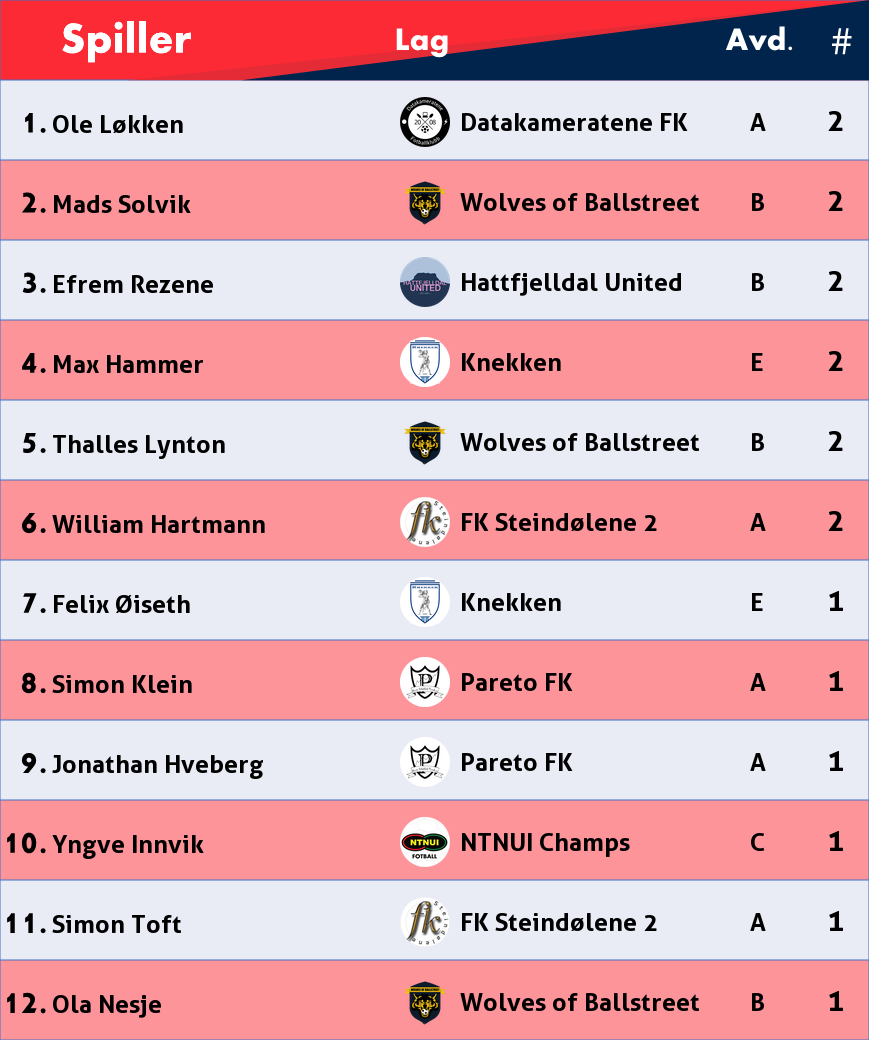 Spiller Lag Avd. #
1. Ole Løkken Datakameratene FK A 2
2. Mads Solvik Wolves of Ballstreet B 2
3. Efrem Rezene HATTFJELLDAL UNITED Hattfjelldal United B 2
4. Max Hammer Knekken E 2
5. Thalles Lynton Wolves of Ballstreet B 2
6. William Hartmann fk Steindølene FK Steindølene 2 A 2
7. Felix Øiseth Knekken E 1
8. Simon Klein P Pareto FK A 1
9. Jonathan Hveberg P Pareto FK A 1
10. Yngve Innvik NTNUI FOTBALL NTNUI Champs C 1
11. Simon Toft fk Steindølene FK Steindølene 2 A 1
12. Ola Nesje Wolves of Ballstreet B 1